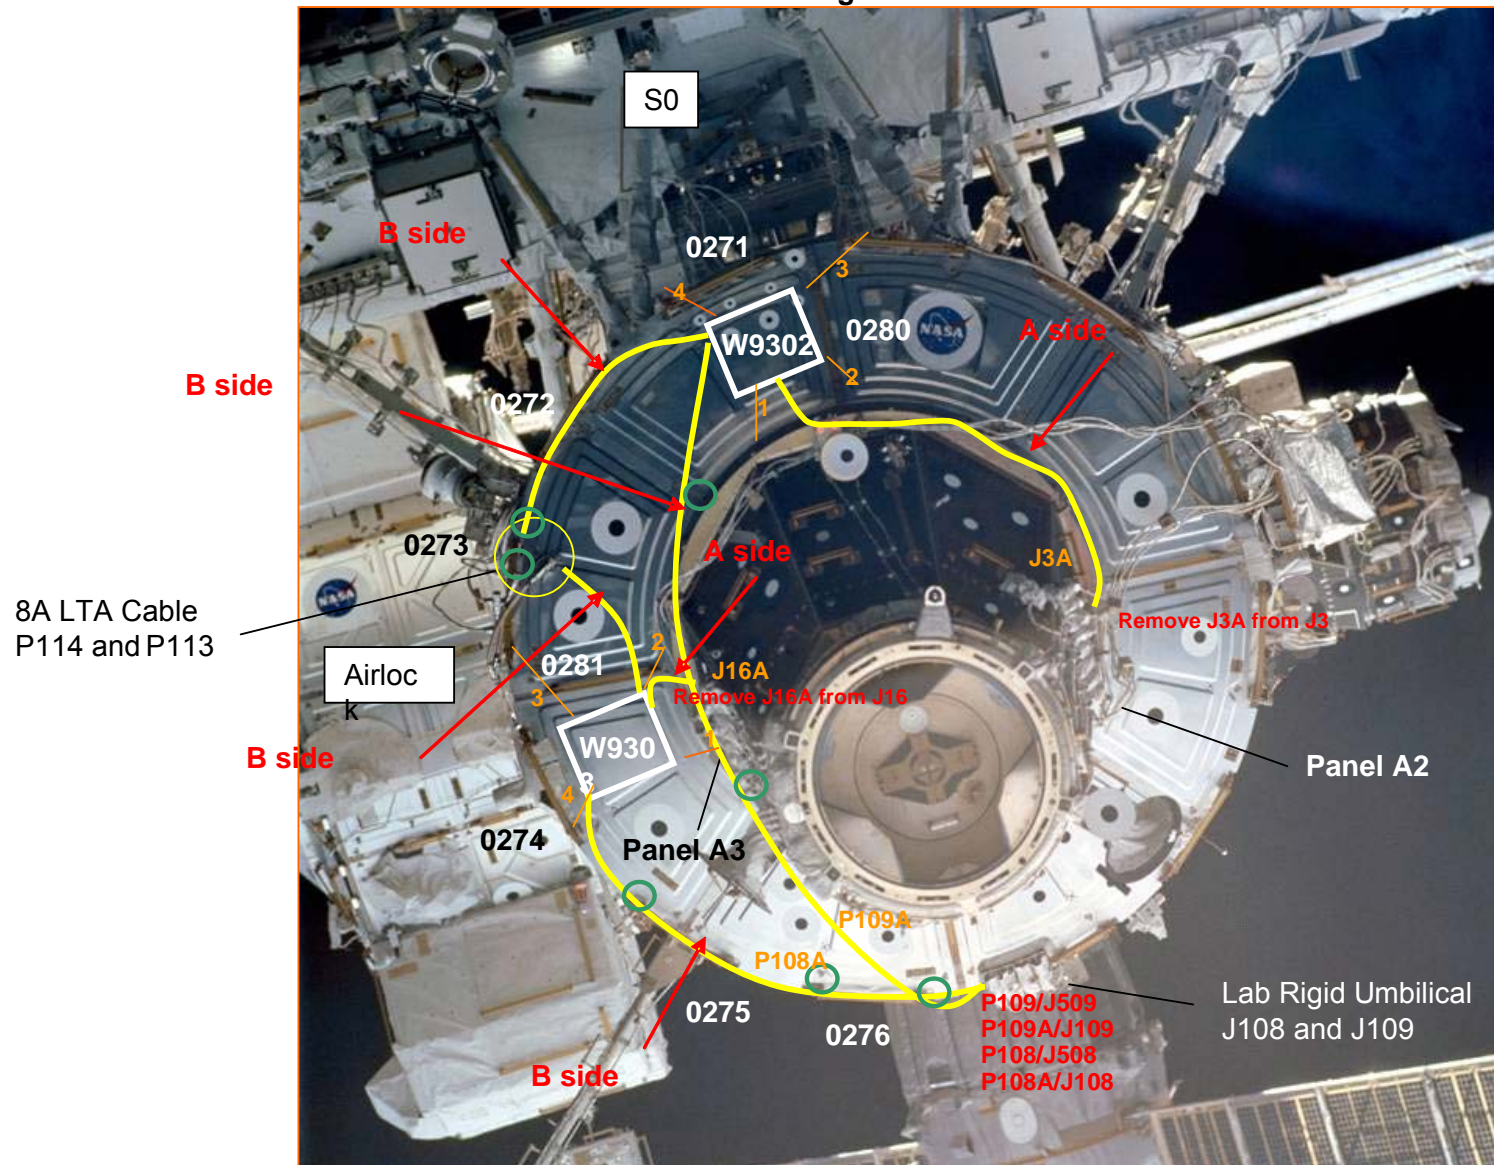 g
S0
B side
0271
3
4
NASA
0280
A side
W9302
2
B side
0272
1
0273
A side
J3A
NASA
8A LTA Cable
P114 and P113
Remove J3A from J3
Airloc
k
0281
2
J16A
Remove J16A from J16
3
B side
W930
3
1
4
Panel A2
0274
Panel A3
P109A
P108A
0275
0276
P109/J509
P109A/J109
P108/J508
P108A/J108
Lab Rigid Umbilical
J108 and J109
B side